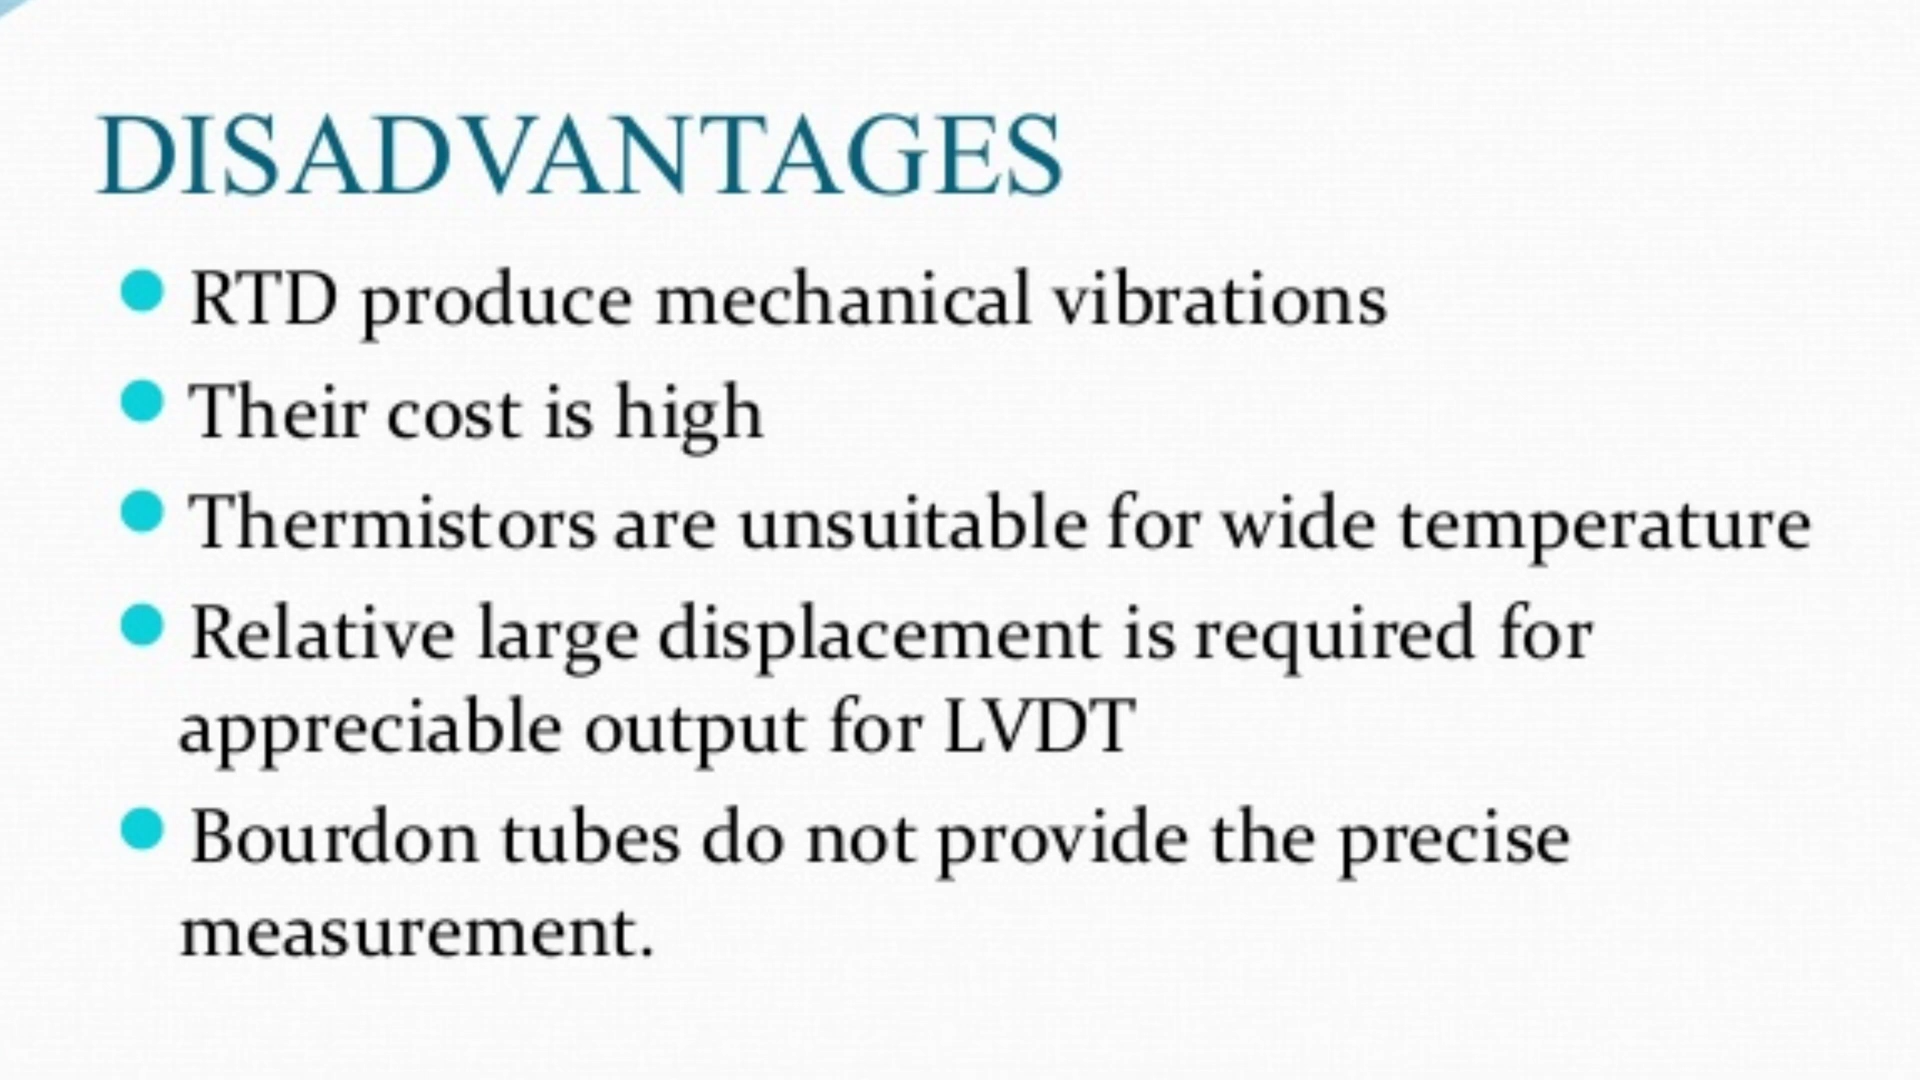 DISADVANTAGES
RTD produce mechanical vibrations
Their cost is high
Thermistors are unsuitable for wide temperature
Relative large displacement is required for
appreciable output for LVDT
Bourdon tubes do not provide the precise
measurement.